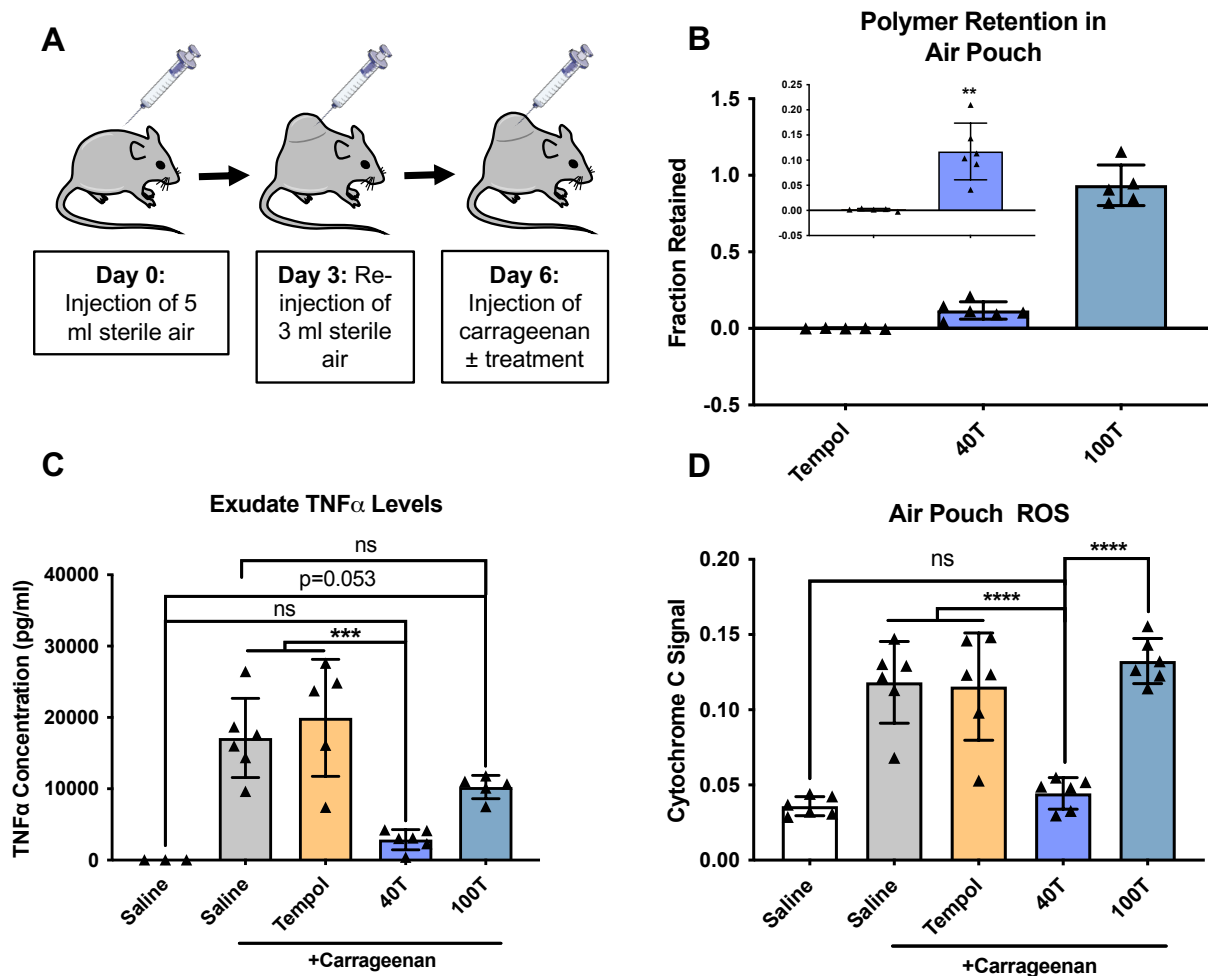 A
Day 0:
Injection of 5
ml sterile air
Day 3: Re-
injection of
3 ml sterile
air
Day 6:
Injection of
carrageenan
± treatment
B
Polymer Retention in
Air Pouch
Fraction Retained
1.5
1.0
0.5
0.0
-0.5
0.25
0.20
0.15
0.10
0.05
0.00
-0.05
**
Tempol
40T
100T
C
Exudate TNFα Levels
TNFα Concentration (pg/ml)
40000
30000
20000
10000
0
ns
p=0.053
ns
***
Saline
Saline
Tempol
40T
100T
+Carrageenan
D
Air Pouch ROS
Cytochrome C Signal
0.20
0.15
0.10
0.05
0.00
ns
****
****
Saline
Saline
Tempol
40T
100T
+Carrageenan